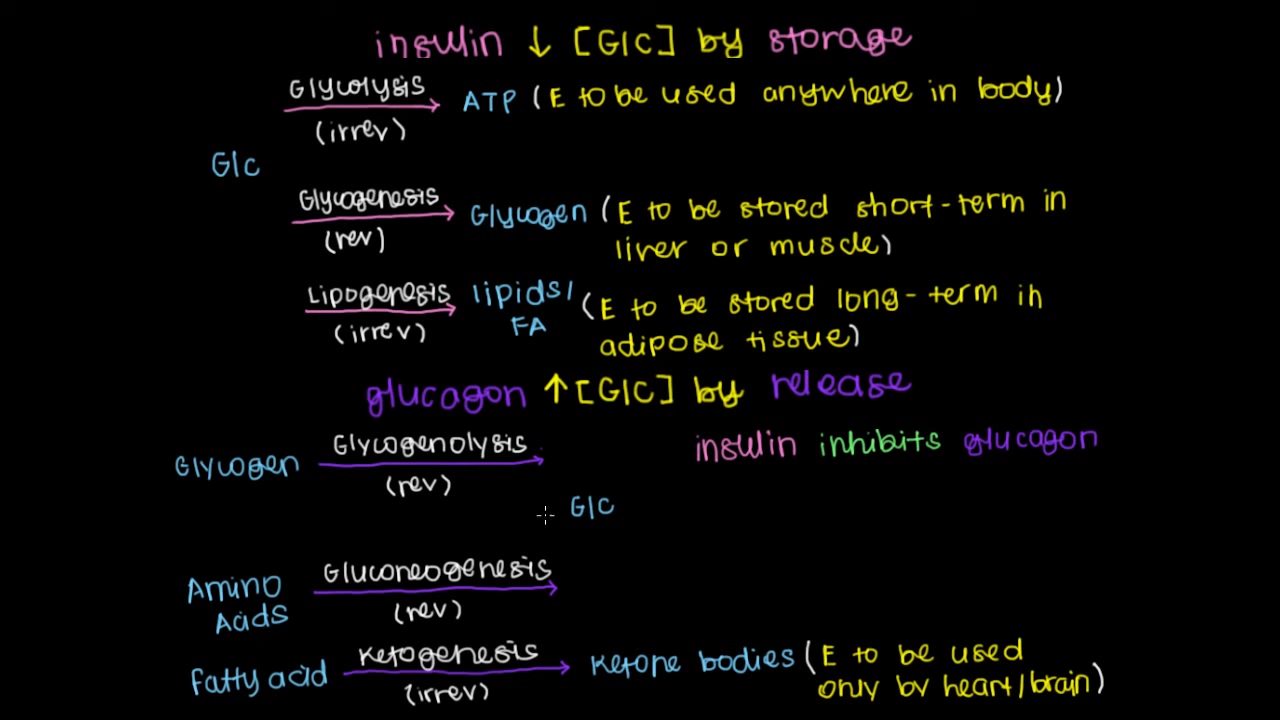 insulin ↓ [Glc] by storage
Glycolysis
(irrev)
ATP (E to be used anywhere in body)
Glc
Glycogenesis
(rev)
Glycogen (E to be stored short-term in
liver or muscle)
Lipogenesis
(irrev)
lipids/
FA
(E to be stored long-term in
adipose tissue)
glucagon ↑ [Glc] by release
Glycogen
Glycogenolysis
(rev)
insulin inhibits glucagon
Glc
Amino
Acids
Gluconeogenesis
(rev)
Fatty acid
Ketogenesis
(irrev)
Ketone bodies (E to be used
only by heart/brain)